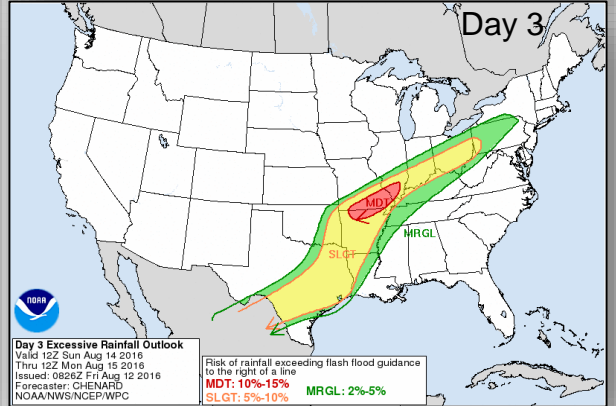 Day 3
MDT
MRGL
SLGT
NOAA
Day 3 Excessive Rainfall Outlook
Valid 12Z Sun Aug 14 2016
Thru 12Z Mon Aug 15 2016
Issued: 0826Z Fri Aug 12 2016
Forecaster: CHENARD
NOAA/NWS/NCEP/WPC
Risk of rainfall exceeding flash flood guidance
to the right of a line
MDT: 10%-15%
SLGT: 5%-10%
MRGL: 2%-5%